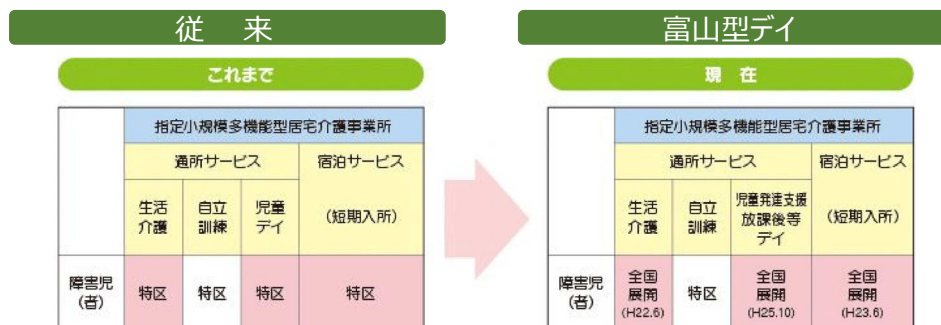 従 来
これまで
指定小規模多機能型居宅介護事業所
通所サービス
宿泊サービス
生活
介護
自立
訓練
児童
デイ
(短期入所)
障害児
(者)
特区
特区
特区
特区
富山型デイ
現 在
指定小規模多機能型居宅介護事業所
通所サービス
宿泊サービス
生活
介護
自立
訓練
児童発達支援
放課後等
デイ
(短期入所)
障害児
(者)
全国
展開
(H22.6)
特区
全国
展開
(H25.10)
全国
展開
(H23.6)